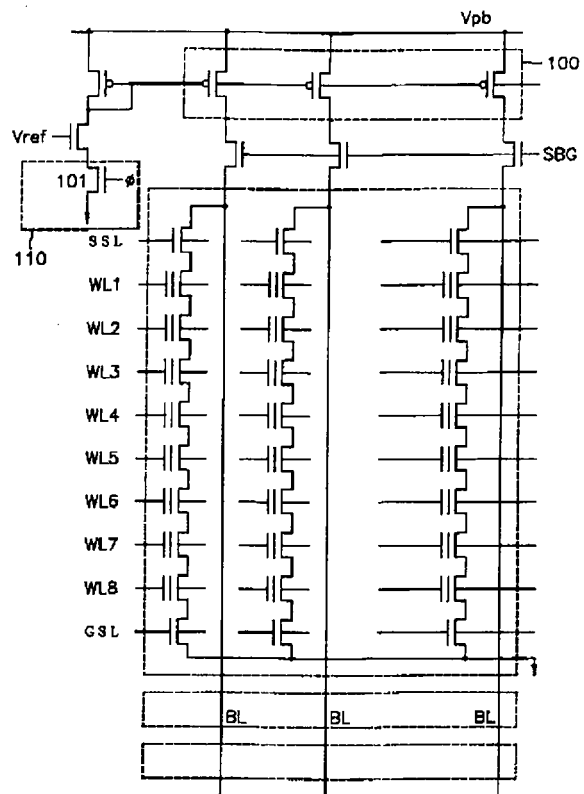 Vpb
100
Vref
SBG
101
ø
110
SSL
WL1
WL2
WL3
WL4
WL5
WL6
WL7
WL8
GSL
BL BL BL